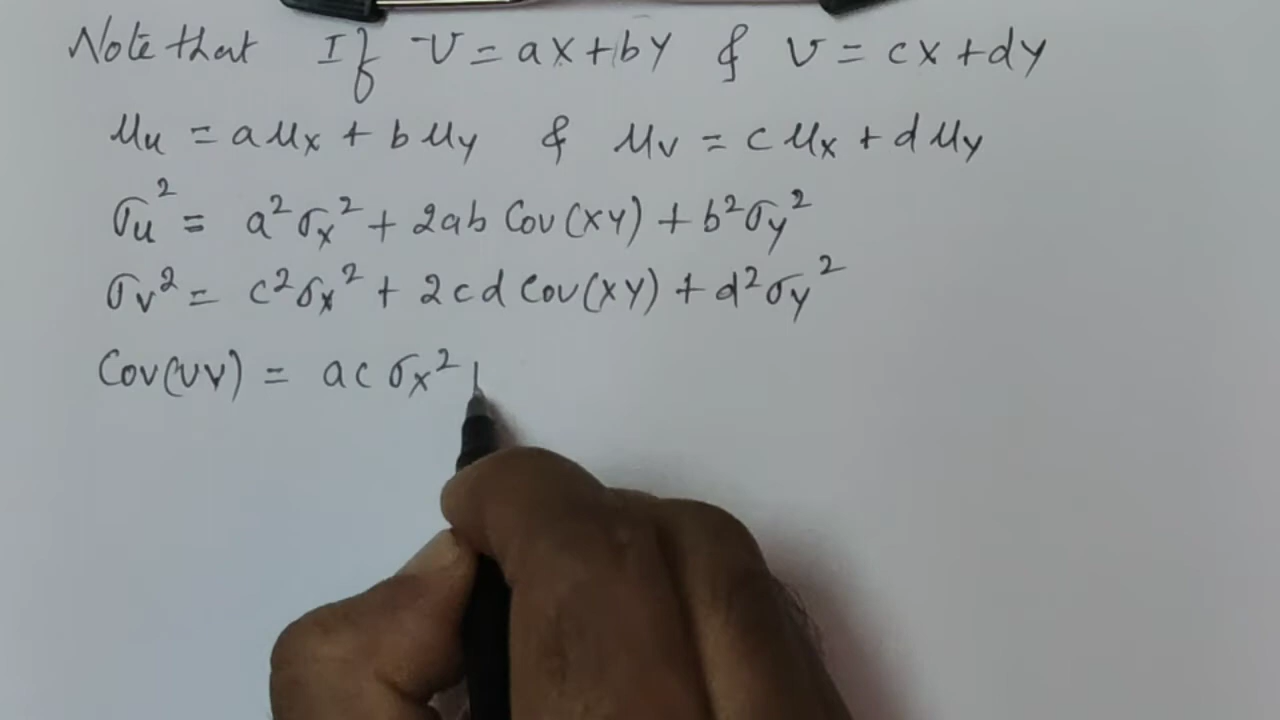 Note that If U = ax + by & V = cx + dy
μu = aμx + bμy & μv = cμx + dμy
σu² = a²σx² + 2ab Cov(xy) + b²σy²
σv² = c²σx² + 2cd Cov(xy) + d²σy²
Cov(UV) = ac σx²